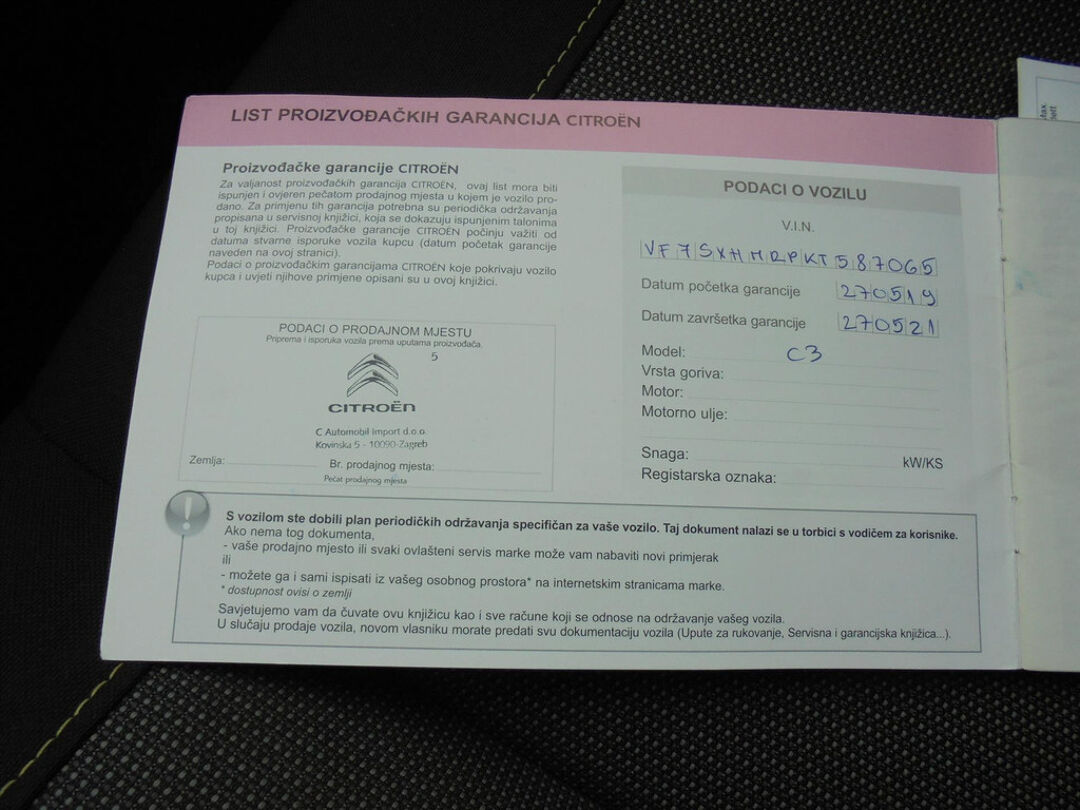 LIST PROIZVOĐAČKIH GARANCIJA CITROËN
Proizvođačke garancije CITROËN
Za valjanost proizvođačkih garancija CITROËN, ovaj list mora biti
ispunjen i ovjeren pečatom prodajnog mjesta u kojem je vozilo pro-
dano. Za primjenu tih garancija potrebna su periodička održavanja
propisana u servisnoj knjižici, koja se dokazuju ispunjenim talonima
u toj knjižici. Proizvođačke garancije CITROËN počinju važiti od
datuma stvarne isporuke vozila kupcu (datum početak garancije
naveden na ovoj stranici).
Podaci o proizvođačkim garancijama CITROËN koje pokrivaju vozilo
kupca i uvjeti njihove primjene opisani su u ovoj knjižici.
PODACI O PRODAJNOM MJESTU
Priprema i isporuka vozila prema uputama proizvođača.
5
CITROËN
C Automobil Import d.o.o.
Kovinska 5 - 10090-Zagreb
Zemlja:
Br. prodajnog mjesta:
Pečat prodajnog mjesta
PODACI O VOZILU
V.I.N.
VF7SXHMRPKT587065
Datum početka garancije 270519
Datum završetka garancije 270521
Model: C3
Vrsta goriva:
Motor:
Motorno ulje:
Snaga: kW/KS
Registarska oznaka:
!
S vozilom ste dobili plan periodičkih održavanja specifičan za vaše vozilo. Taj dokument nalazi se u torbici s vodičem za korisnike.
Ako nema tog dokumenta,
- vaše prodajno mjesto ili svaki ovlašteni servis marke može vam nabaviti novi primjerak
ili
- možete ga i sami ispisati iz vašeg osobnog prostora* na internetskim stranicama marke.
* dostupnost ovisi o zemlji
Savjetujemo vam da čuvate ovu knjižicu kao i sve račune koji se odnose na održavanje vašeg vozila.
U slučaju prodaje vozila, novom vlasniku morate predati svu dokumentaciju vozila (Upute za rukovanje, Servisna i garancijska knjižica...).